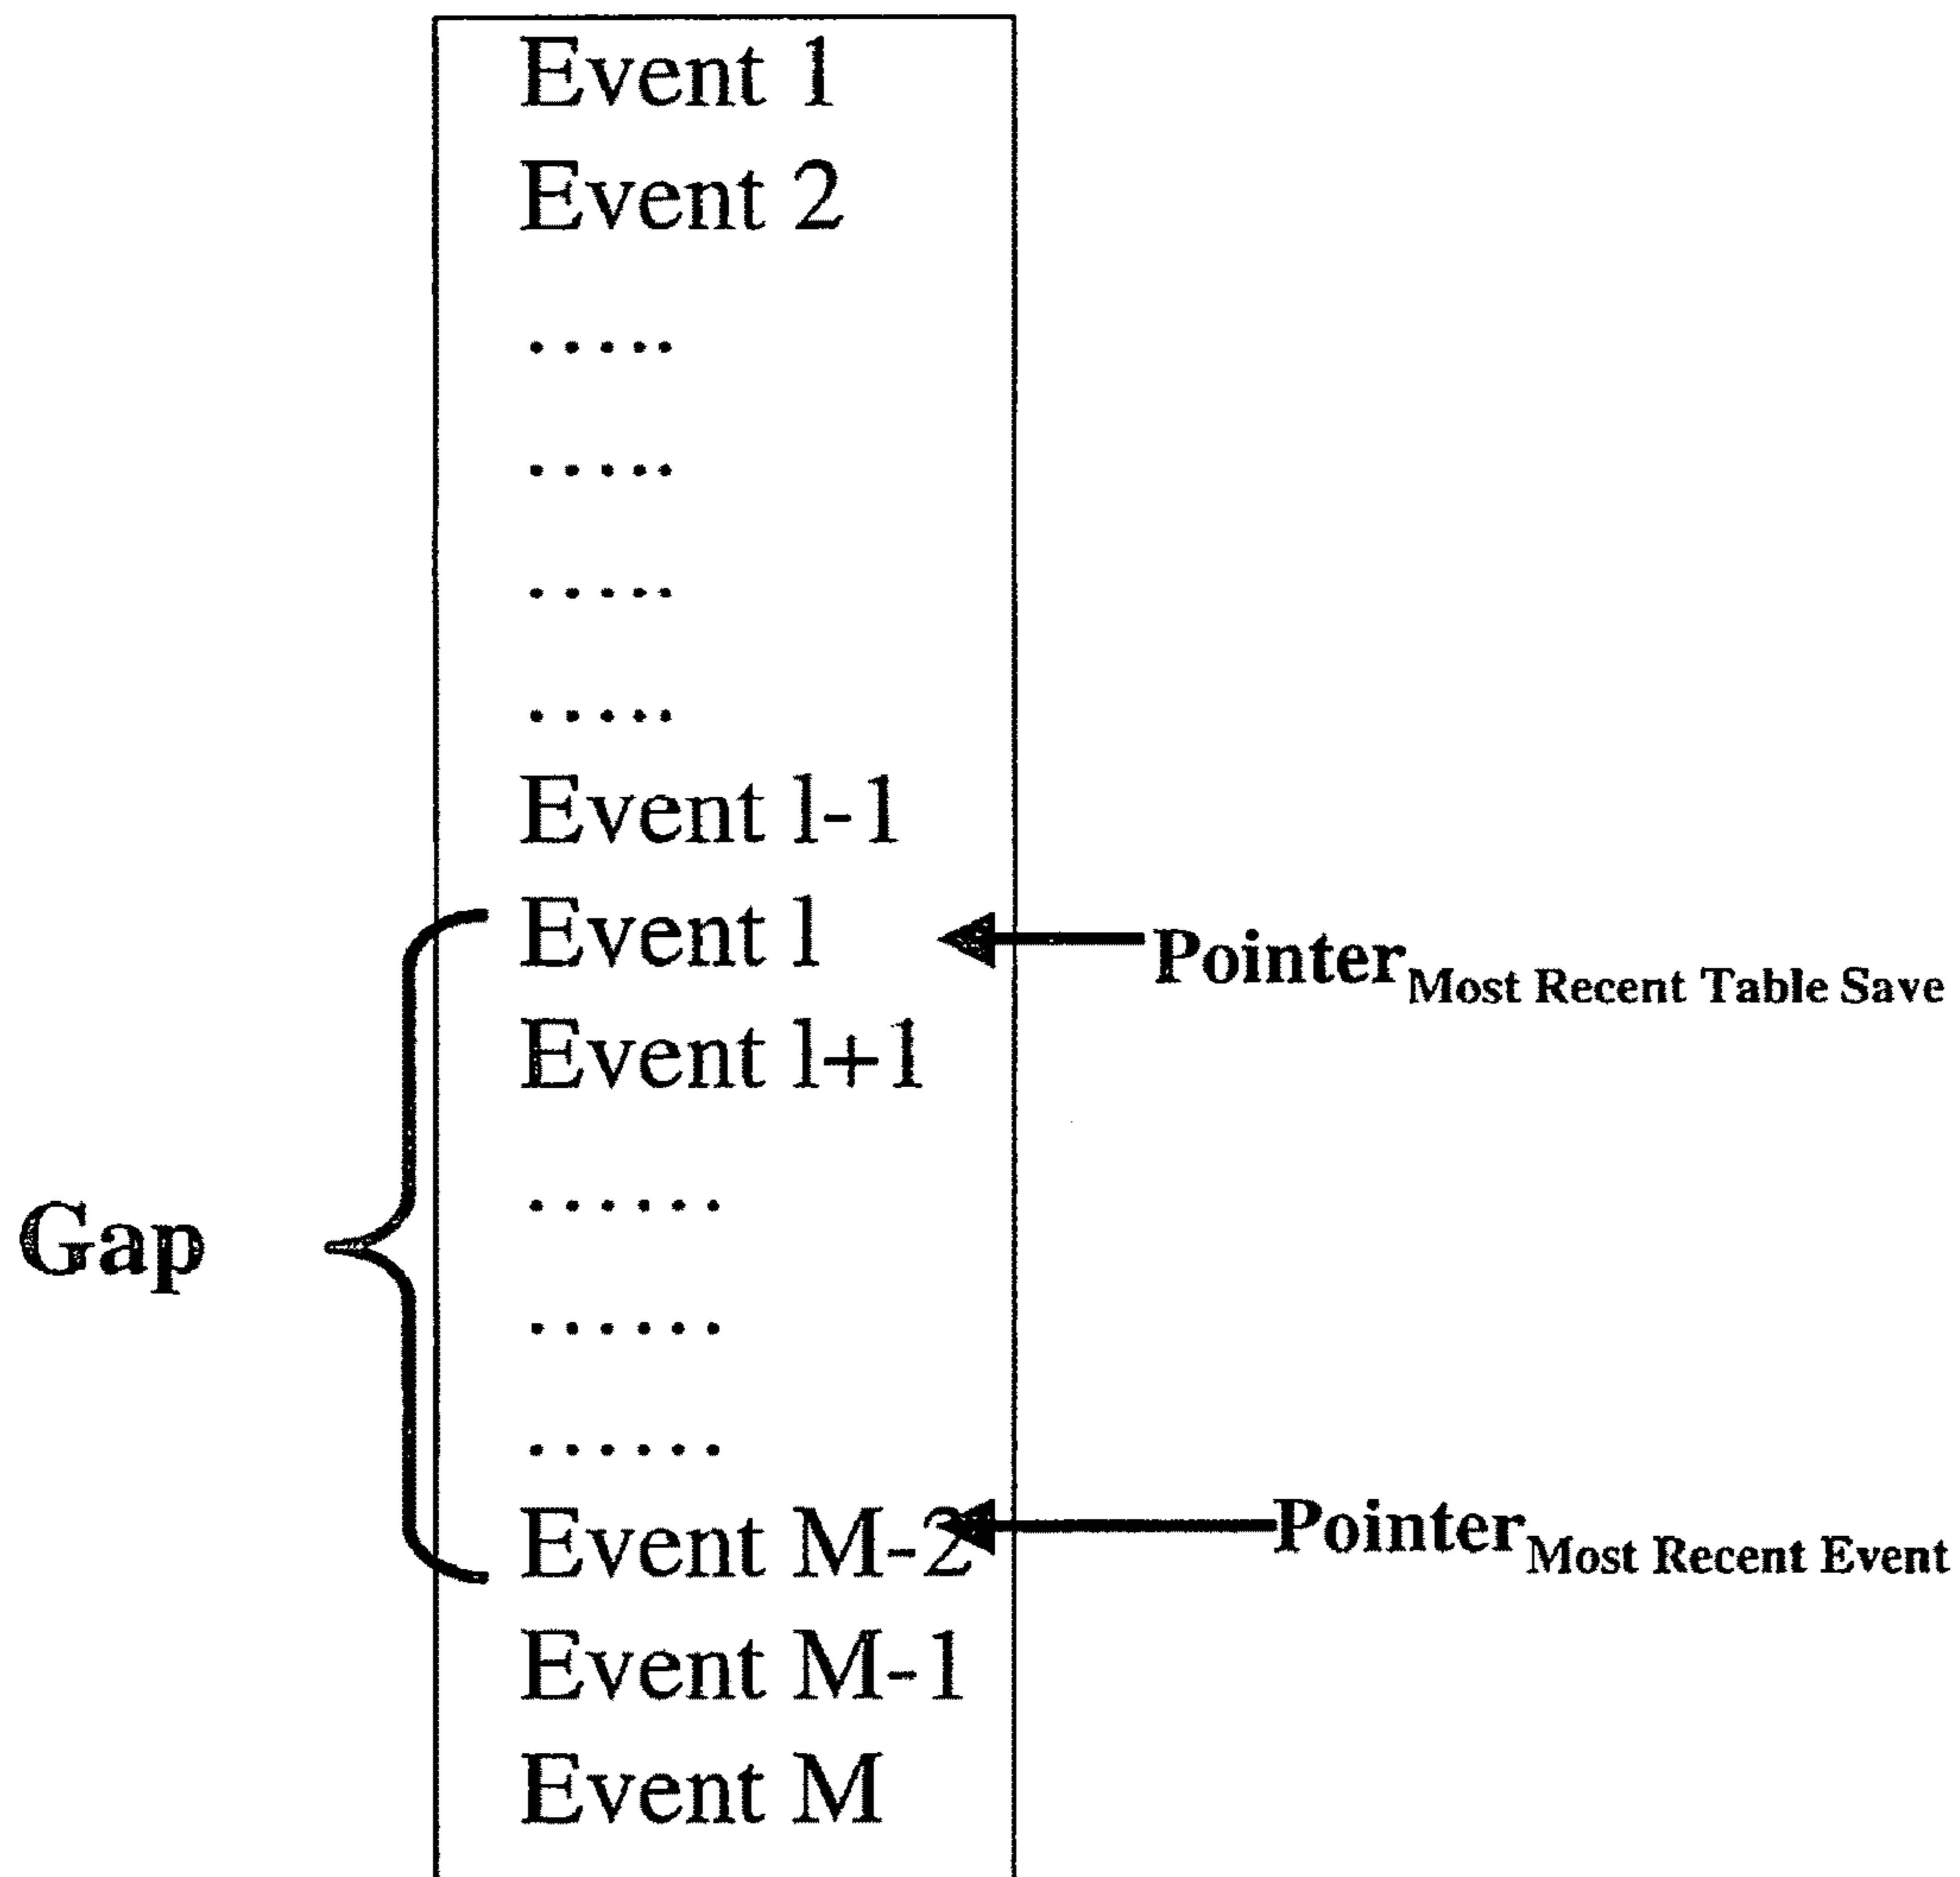 Event 1
Event 2
.....
.....
.....
.....
Event l-1
Event l
Pointer Most Recent Table Save
Event l+1
......
Gap
......
......
Event M-2
Pointer Most Recent Event
Event M-1
Event M